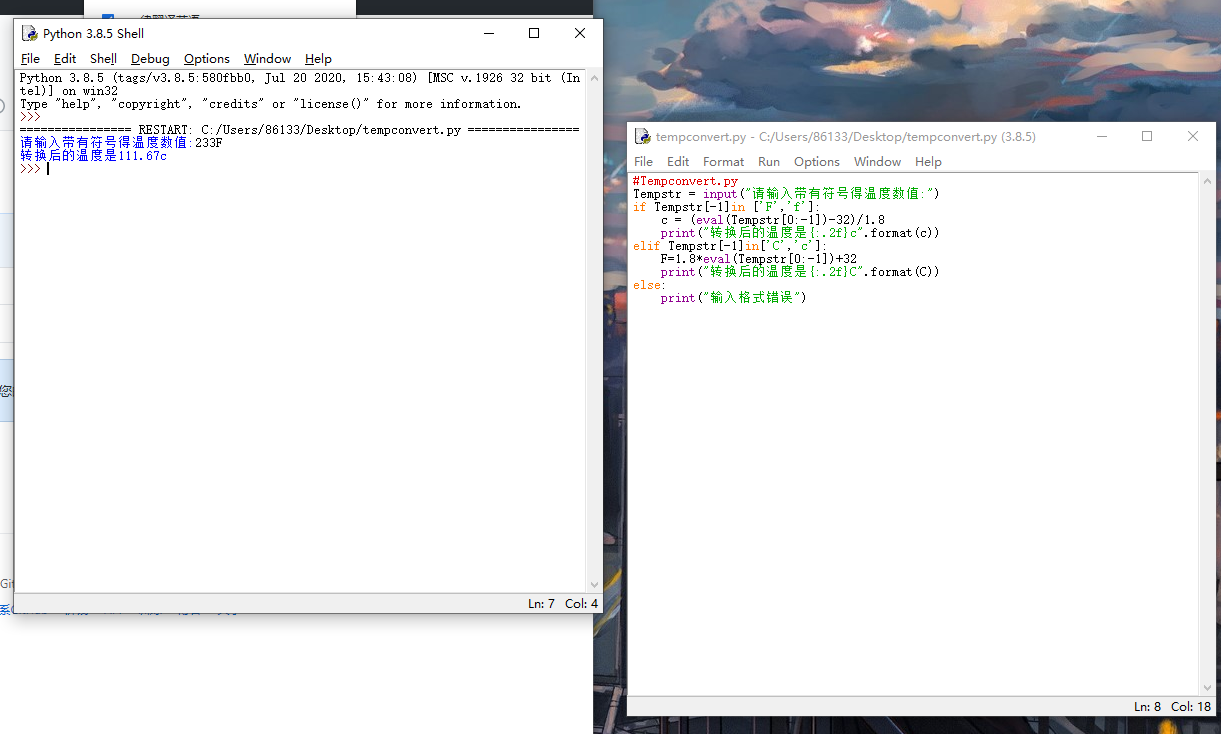 Python 3.8.5 Shell
File Edit Shell Debug Options Window Help
Python 3.8.5 (tags/v3.8.5:580fbb0, Jul 20 2020, 15:43:08) [MSC v.1926 32 bit (In
tel)] on win32
Type "help", "copyright", "credits" or "license()" for more information.
>>>
================ RESTART: C:/Users/86133/Desktop/tempconvert.py ================
请输入带有符号得温度数值:233F
转换后的温度是111.67c
>>>
Ln: 7 Col: 4
您
Git
tempconvert.py - C:/Users/86133/Desktop/tempconvert.py (3.8.5)
File Edit Format Run Options Window Help
#Tempconvert.py
Tempstr = input("请输入带有符号得温度数值:")
if Tempstr[-1]in ['F','f']:
    c = (eval(Tempstr[0:-1])-32)/1.8
    print("转换后的温度是{:.2f}c".format(c))
elif Tempstr[-1]in['C','c']:
    F=1.8*eval(Tempstr[0:-1])+32
    print("转换后的温度是{:.2f}C".format(C))
else:
    print("输入格式错误")
Ln: 8 Col: 18